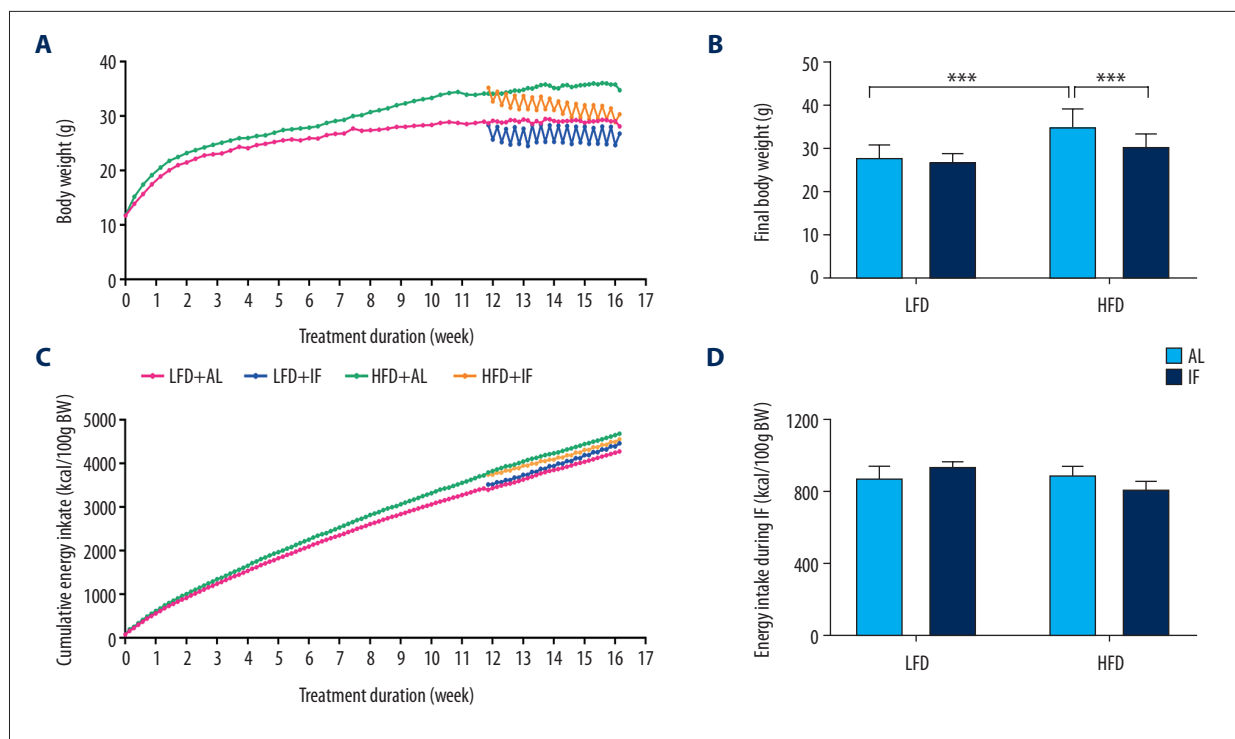 A
Body weight (g)
40
30
20
10
0
0 1 2 3 4 5 6 7 8 9 10 11 12 13 14 15 16 17
Treatment duration (week)
B
Final body weight (g)
50
40
30
20
10
0
*** ***
LFD HFD
C
LFD+AL LFD+IF HFD+AL HFD+IF
Cumulative energy inkate (kcal/100g BW)
5000
4000
3000
2000
1000
0
0 1 2 3 4 5 6 7 8 9 10 11 12 13 14 15 16 17
Treatment duration (week)
D
AL
IF
Energy intake during IF (kcal/100g BW)
1200
800
400
0
LFD HFD